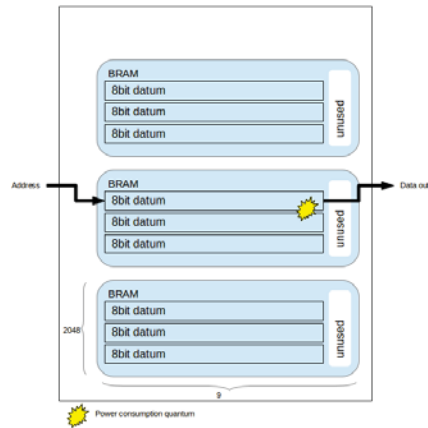 BRAM
8bit datum
8bit datum
8bit datum
unused
Address
BRAM
8bit datum
8bit datum
8bit datum
unused
Data out
BRAM
8bit datum
8bit datum
8bit datum
unused
2048
9
Power consumption quantum